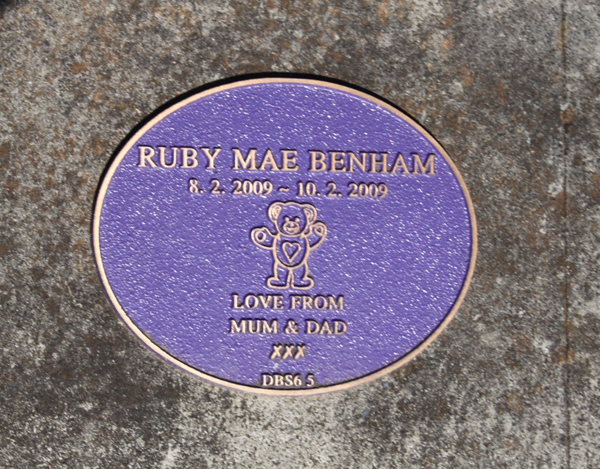 RUBY MAE BENHAM
8. 2. 2009 ~ 10. 2. 2009
LOVE FROM
MUM & DAD
XXX
DBS6 5